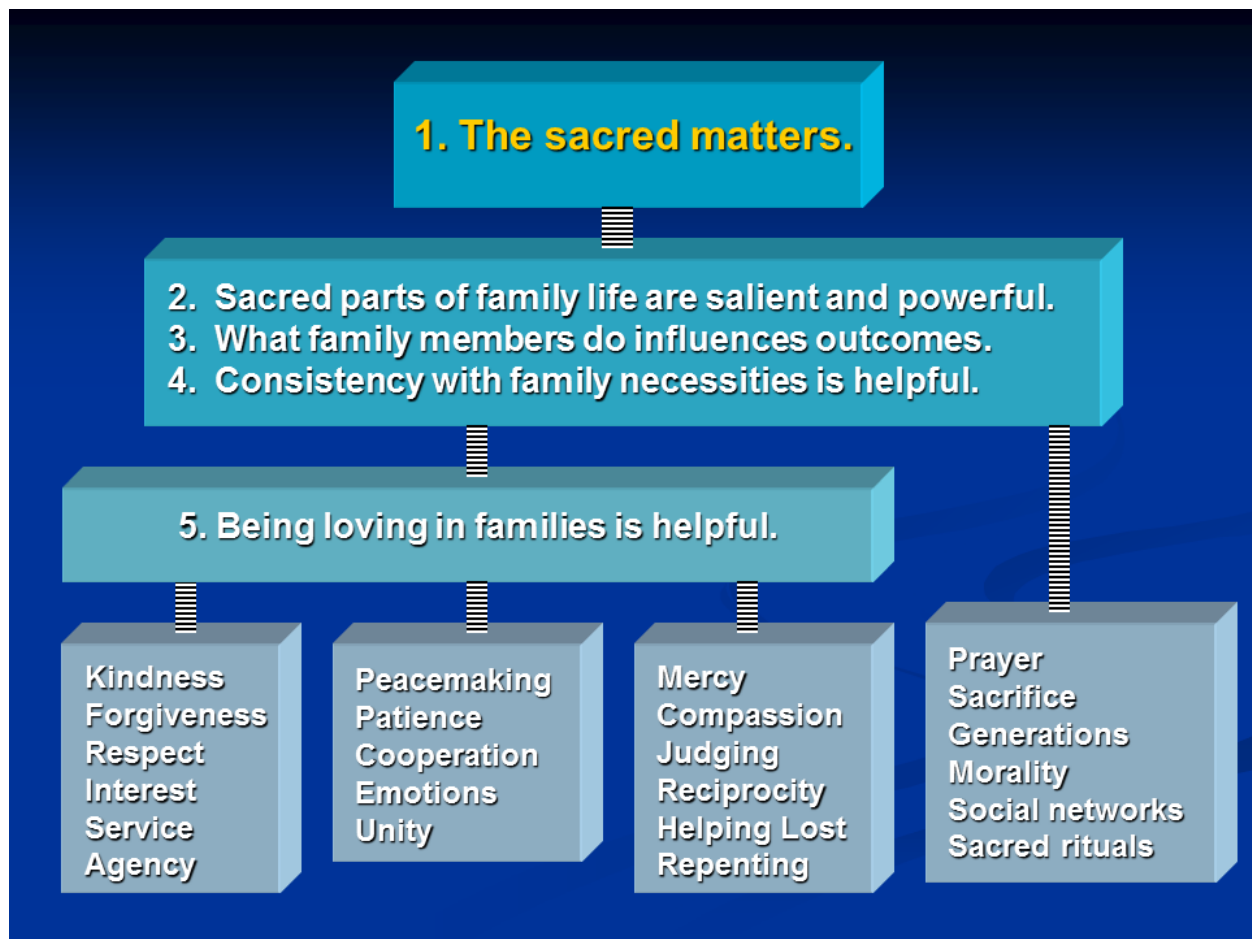 1. The sacred matters.
2. Sacred parts of family life are salient and powerful.
3. What family members do influences outcomes.
4. Consistency with family necessities is helpful.
5. Being loving in families is helpful.
Kindness
Forgiveness
Respect
Interest
Service
Agency
Peacemaking
Patience
Cooperation
Emotions
Unity
Mercy
Compassion
Judging
Reciprocity
Helping Lost
Repenting
Prayer
Sacrifice
Generations
Morality
Social networks
Sacred rituals